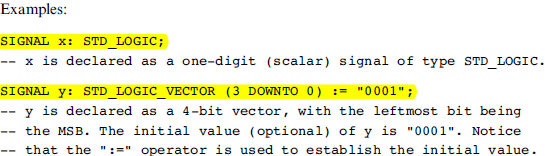 Examples:
SIGNAL x: STD_LOGIC;
-- x is declared as a one-digit (scalar) signal of type STD_LOGIC.
SIGNAL y: STD_LOGIC_VECTOR (3 DOWNTO 0) := "0001";
-- y is declared as a 4-bit vector, with the leftmost bit being
-- the MSB. The initial value (optional) of y is "0001". Notice
-- that the ":=" operator is used to establish the initial value.